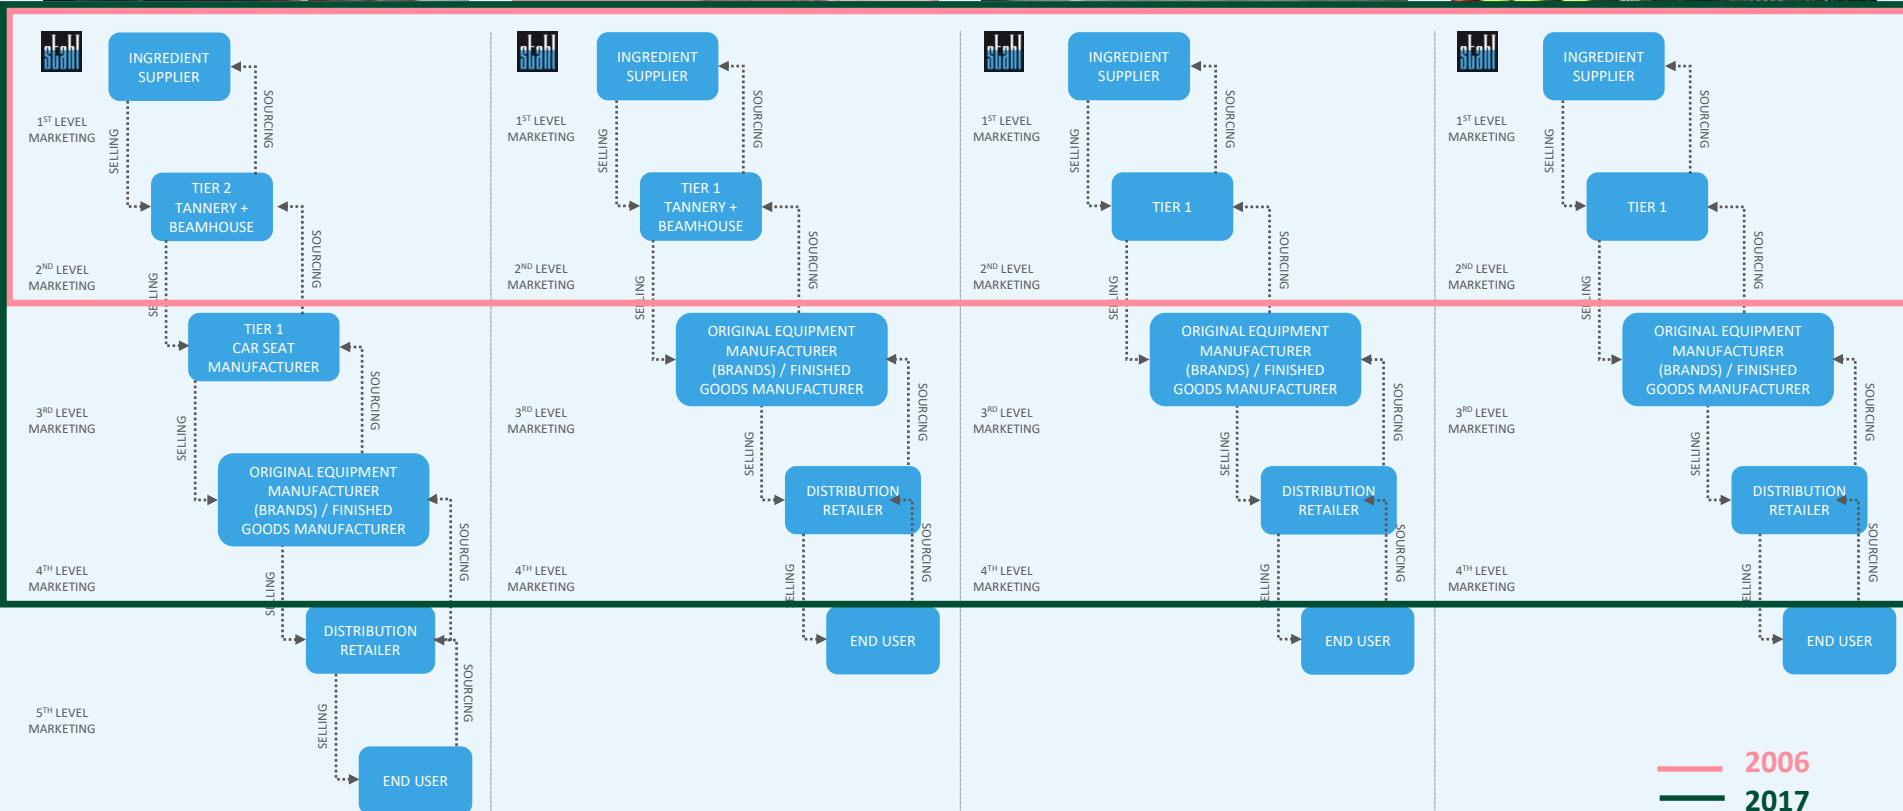 stahl
INGREDIENT
SUPPLIER
SOURCING
1ST LEVEL
MARKETING
SELLING
TIER 2
TANNERY +
BEAMHOUSE
SOURCING
2ND LEVEL
MARKETING
SELLING
TIER 1
CAR SEAT
MANUFACTURER
SOURCING
3RD LEVEL
MARKETING
SELLING
ORIGINAL EQUIPMENT
MANUFACTURER
(BRANDS) / FINISHED
GOODS MANUFACTURER
SOURCING
4TH LEVEL
MARKETING
SELLING
DISTRIBUTION
RETAILER
SOURCING
5TH LEVEL
MARKETING
SELLING
END USER
stahl
INGREDIENT
SUPPLIER
SOURCING
1ST LEVEL
MARKETING
SELLING
TIER 1
TANNERY +
BEAMHOUSE
SOURCING
2ND LEVEL
MARKETING
SELLING
ORIGINAL EQUIPMENT
MANUFACTURER
(BRANDS) / FINISHED
GOODS MANUFACTURER
SOURCING
3RD LEVEL
MARKETING
SELLING
DISTRIBUTION
RETAILER
SOURCING
4TH LEVEL
MARKETING
ELLING
END USER
stahl
INGREDIENT
SUPPLIER
SOURCING
1ST LEVEL
MARKETING
SELLING
TIER 1
SOURCING
2ND LEVEL
MARKETING
SELLING
ORIGINAL EQUIPMENT
MANUFACTURER
(BRANDS) / FINISHED
GOODS MANUFACTURER
SOURCING
3RD LEVEL
MARKETING
SELLING
DISTRIBUTION
RETAILER
SOURCING
4TH LEVEL
MARKETING
ELLING
END USER
stahl
INGREDIENT
SUPPLIER
SOURCING
1ST LEVEL
MARKETING
SELLING
TIER 1
SOURCING
2ND LEVEL
MARKETING
SELLING
ORIGINAL EQUIPMENT
MANUFACTURER
(BRANDS) / FINISHED
GOODS MANUFACTURER
SOURCING
3RD LEVEL
MARKETING
SELLING
DISTRIBUTION
RETAILER
SOURCING
4TH LEVEL
MARKETING
ELLING
END USER
2006
2017